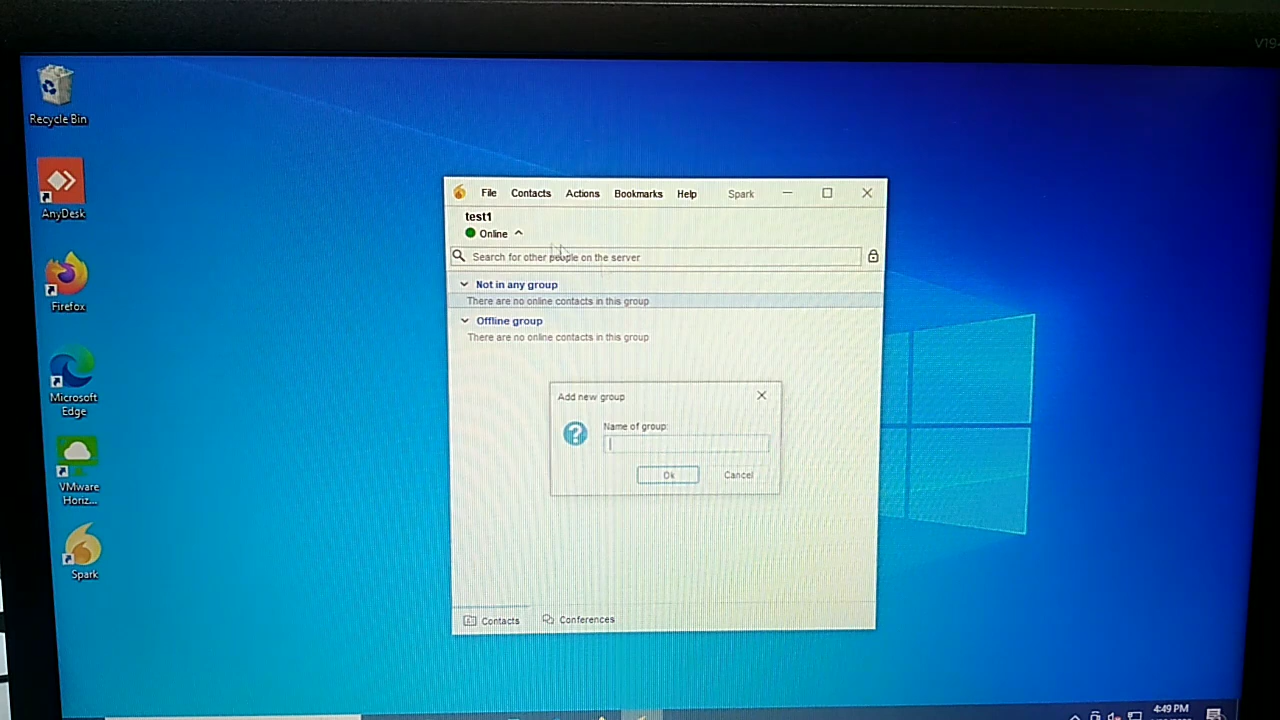 Recycle Bin
AnyDesk
Firefox
Microsoft
Edge
VMware
Horiz...
Spark
File Contacts Actions Bookmarks Help Spark
test1
Online
Search for other people on the server
Not in any group
There are no online contacts in this group
Offline group
There are no online contacts in this group
Add new group
Name of group:
Ok Cancel
Contacts Conferences
4:49 PM